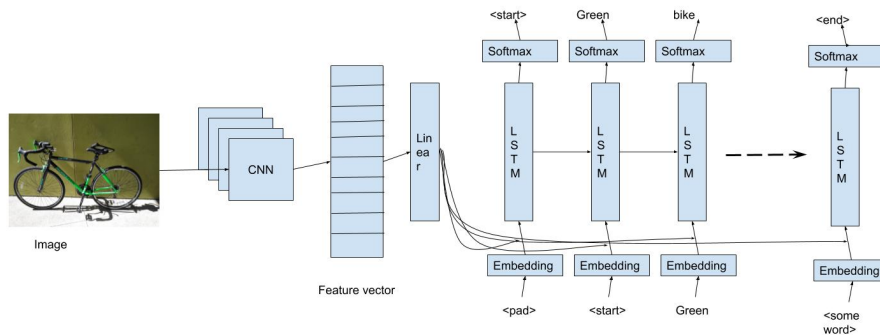 <start>
Green
bike
<end>
Softmax
Softmax
Softmax
Softmax
Lin
ea
r
L
S
T
M
L
S
T
M
L
S
T
M
L
S
T
M
CNN
Image
Feature vector
Embedding
Embedding
Embedding
Embedding
<pad>
<start>
Green
<some
word>